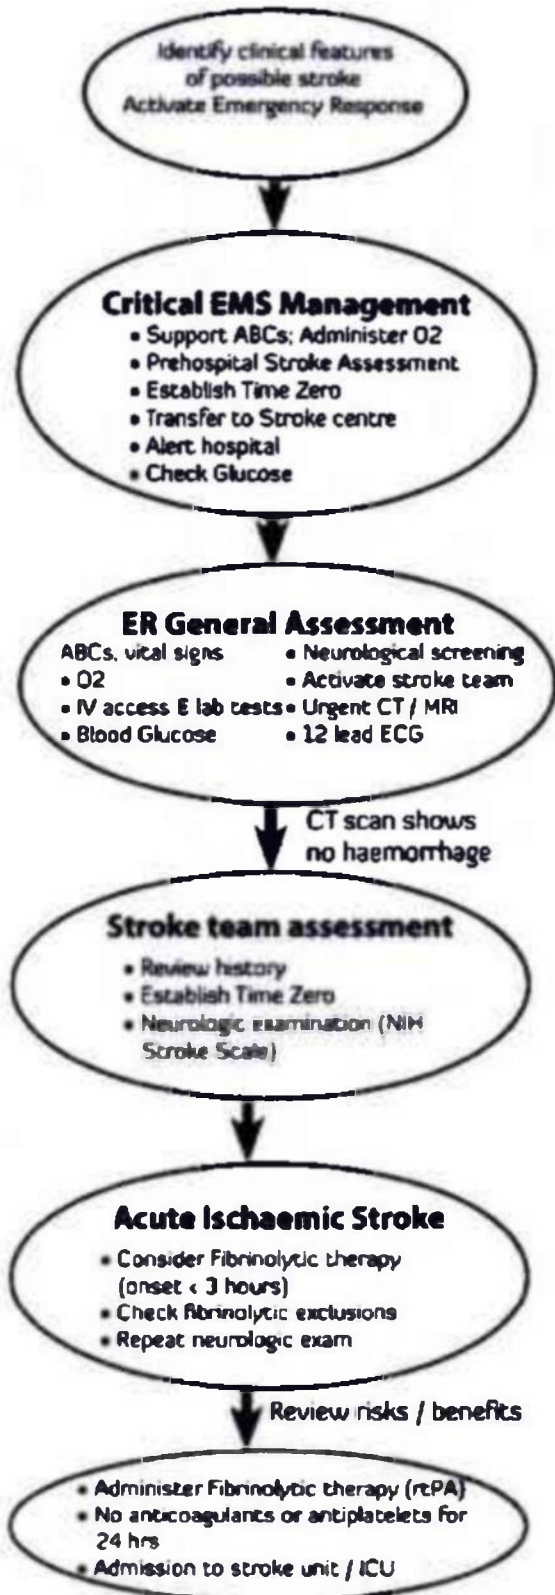 Identify clinical features
of possible stroke
Activate Emergency Response
Critical EMS Management
• Support ABCs; Administer O2
• Prehospital Stroke Assessment
• Establish Time Zero
• Transfer to Stroke centre
• Alert hospital
• Check Glucose
ER General Assessment
ABCs, vital signs
• O2
• IV access E lab tests
• Blood Glucose
• Neurological screening
• Activate stroke team
• Urgent CT / MRI
• 12 lead ECG
CT scan shows
no haemorrhage
Stroke team assessment
• Review history
• Establish Time Zero
• Neurologic examination (NIH
Stroke Scale)
Acute Ischaemic Stroke
• Consider Fibrinolytic therapy
(onset < 3 hours)
• Check fibrinolytic exclusions
• Repeat neurologic exam
Review risks / benefits
• Administer Fibrinolytic therapy (rtPA)
• No anticoagulants or antiplatelets for
24 hrs
• Admission to stroke unit / ICU